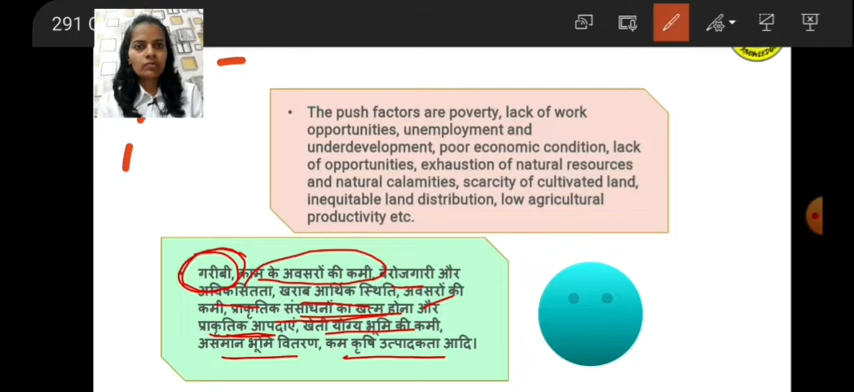 291
KNOWLEDGE
• The push factors are poverty, lack of work
opportunities, unemployment and
underdevelopment, poor economic condition, lack
of opportunities, exhaustion of natural resources
and natural calamities, scarcity of cultivated land,
inequitable land distribution, low agricultural
productivity etc.
गरीबी, काम के अवसरों की कमी, बेरोजगारी और
अविकसितता, खराब आर्थिक स्थिति, अवसरों की
कमी, प्राकृतिक संसाधनों का खत्म होना और
प्राकृतिक आपदाएं, खेती योग्य भूमि की कमी,
असमान भूमि वितरण, कम कृषि उत्पादकता आदि।